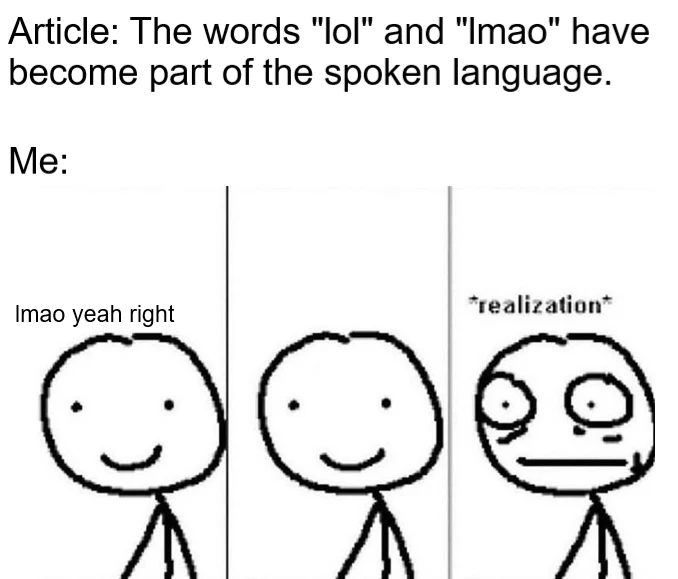 Article: The words "lol" and "lmao" have
become part of the spoken language.
Me:
lmao yeah right
*realization*